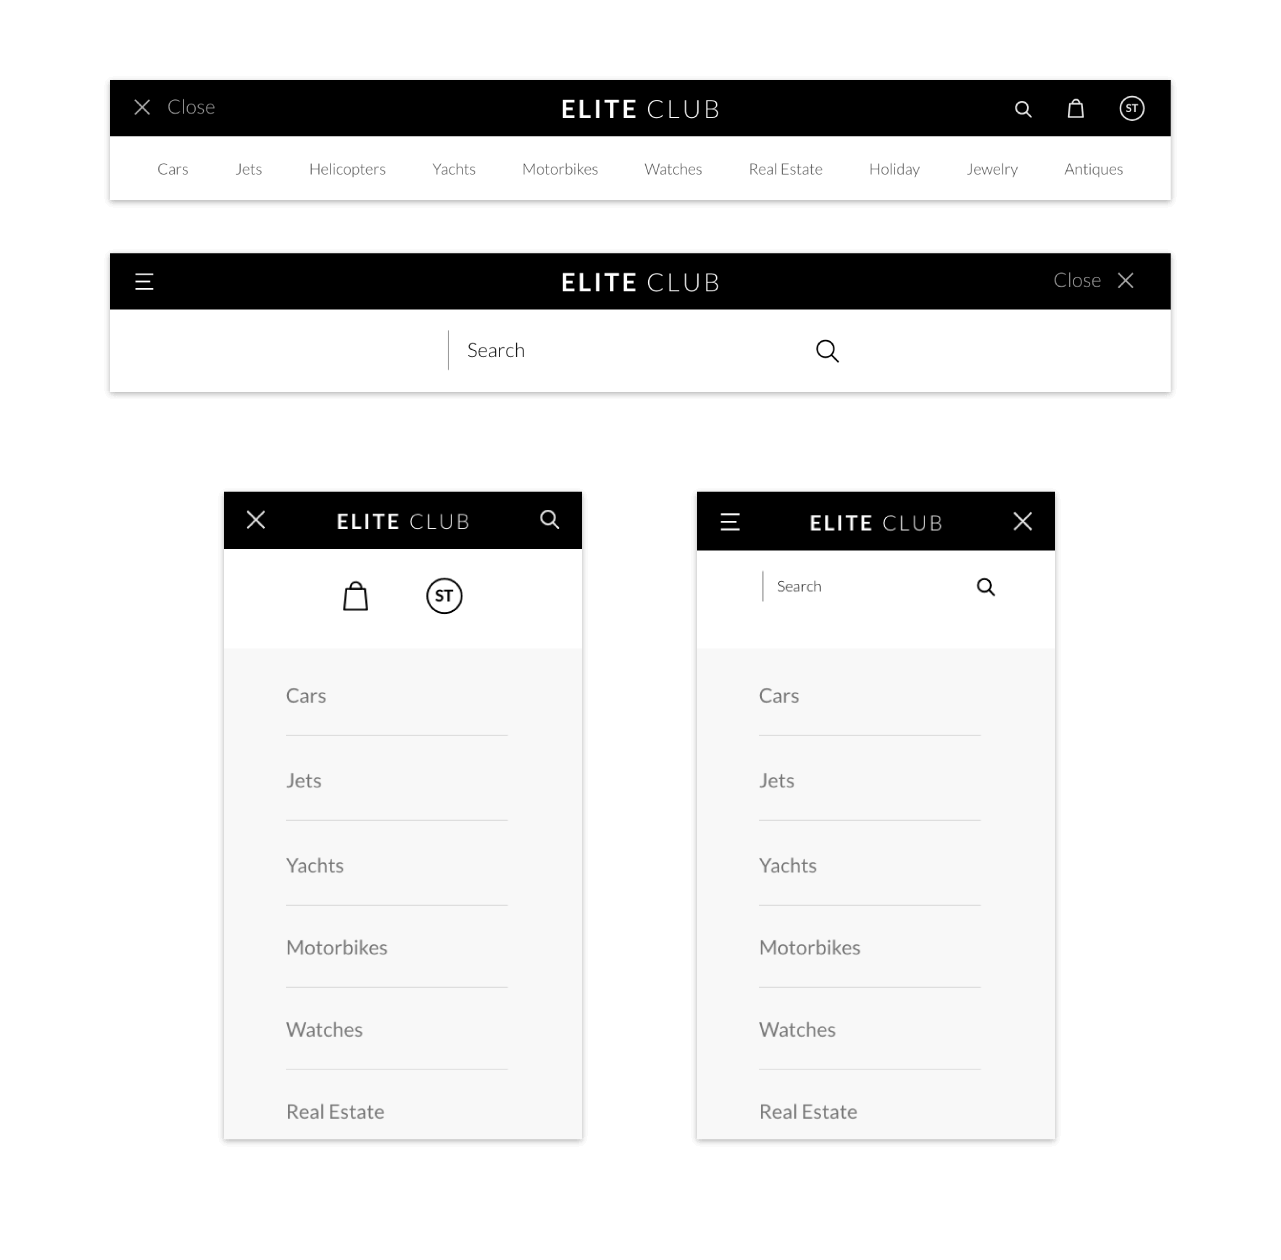 Close ELITE CLUB ST
Cars Jets Helicopters Yachts Motorbikes Watches Real Estate Holiday Jewelry Antiques
ELITE CLUB Close
Search
ELITE CLUB
ST
Cars
Jets
Yachts
Motorbikes
Watches
Real Estate
ELITE CLUB
Search
Cars
Jets
Yachts
Motorbikes
Watches
Real Estate